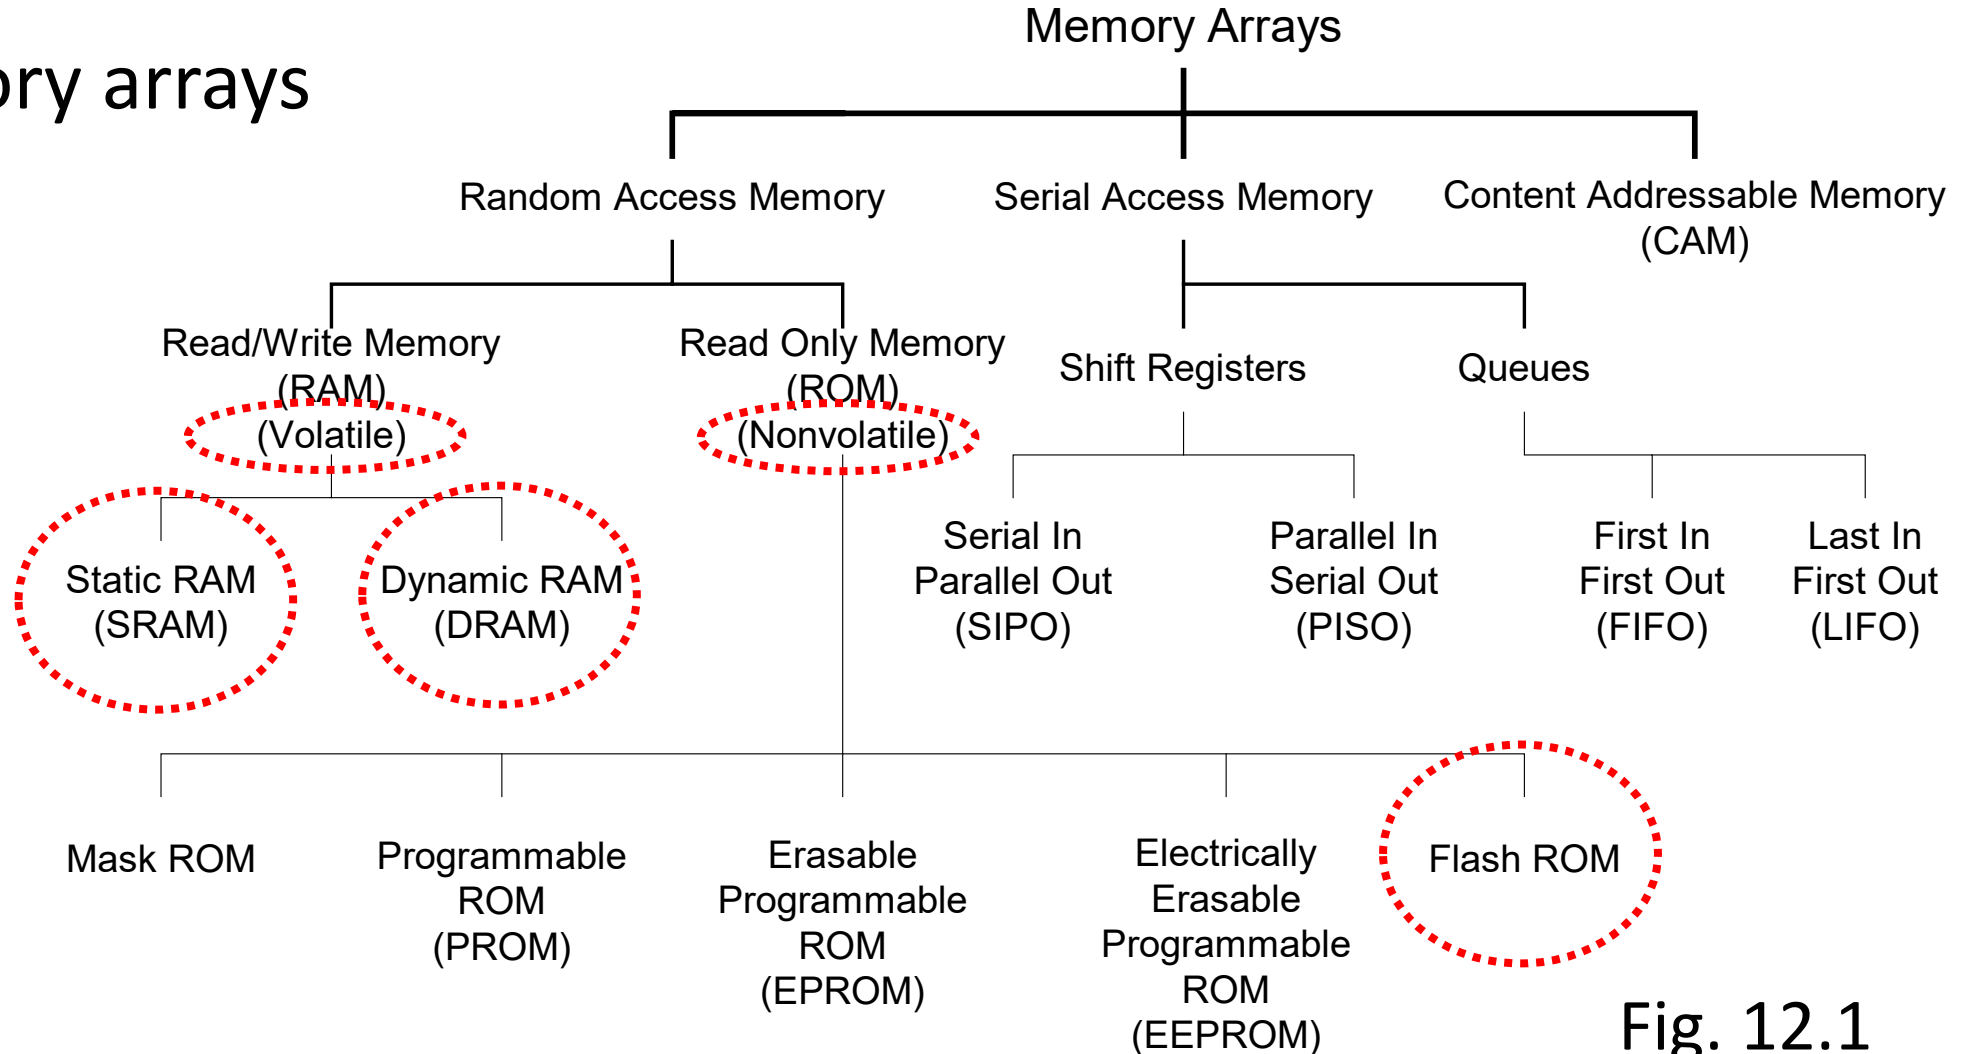 Memory Arrays
ory arrays
Random Access Memory
Serial Access Memory
Content Addressable Memory
(CAM)
Read/Write Memory
(RAM)
(Volatile)
Read Only Memory
(ROM)
(Nonvolatile)
Shift Registers
Queues
Static RAM
(SRAM)
Dynamic RAM
(DRAM)
Serial In
Parallel Out
(SIPO)
Parallel In
Serial Out
(PISO)
First In
First Out
(FIFO)
Last In
First Out
(LIFO)
Mask ROM
Programmable
ROM
(PROM)
Erasable
Programmable
ROM
(EPROM)
Electrically
Erasable
Programmable
ROM
(EEPROM)
Flash ROM
Fig. 12.1